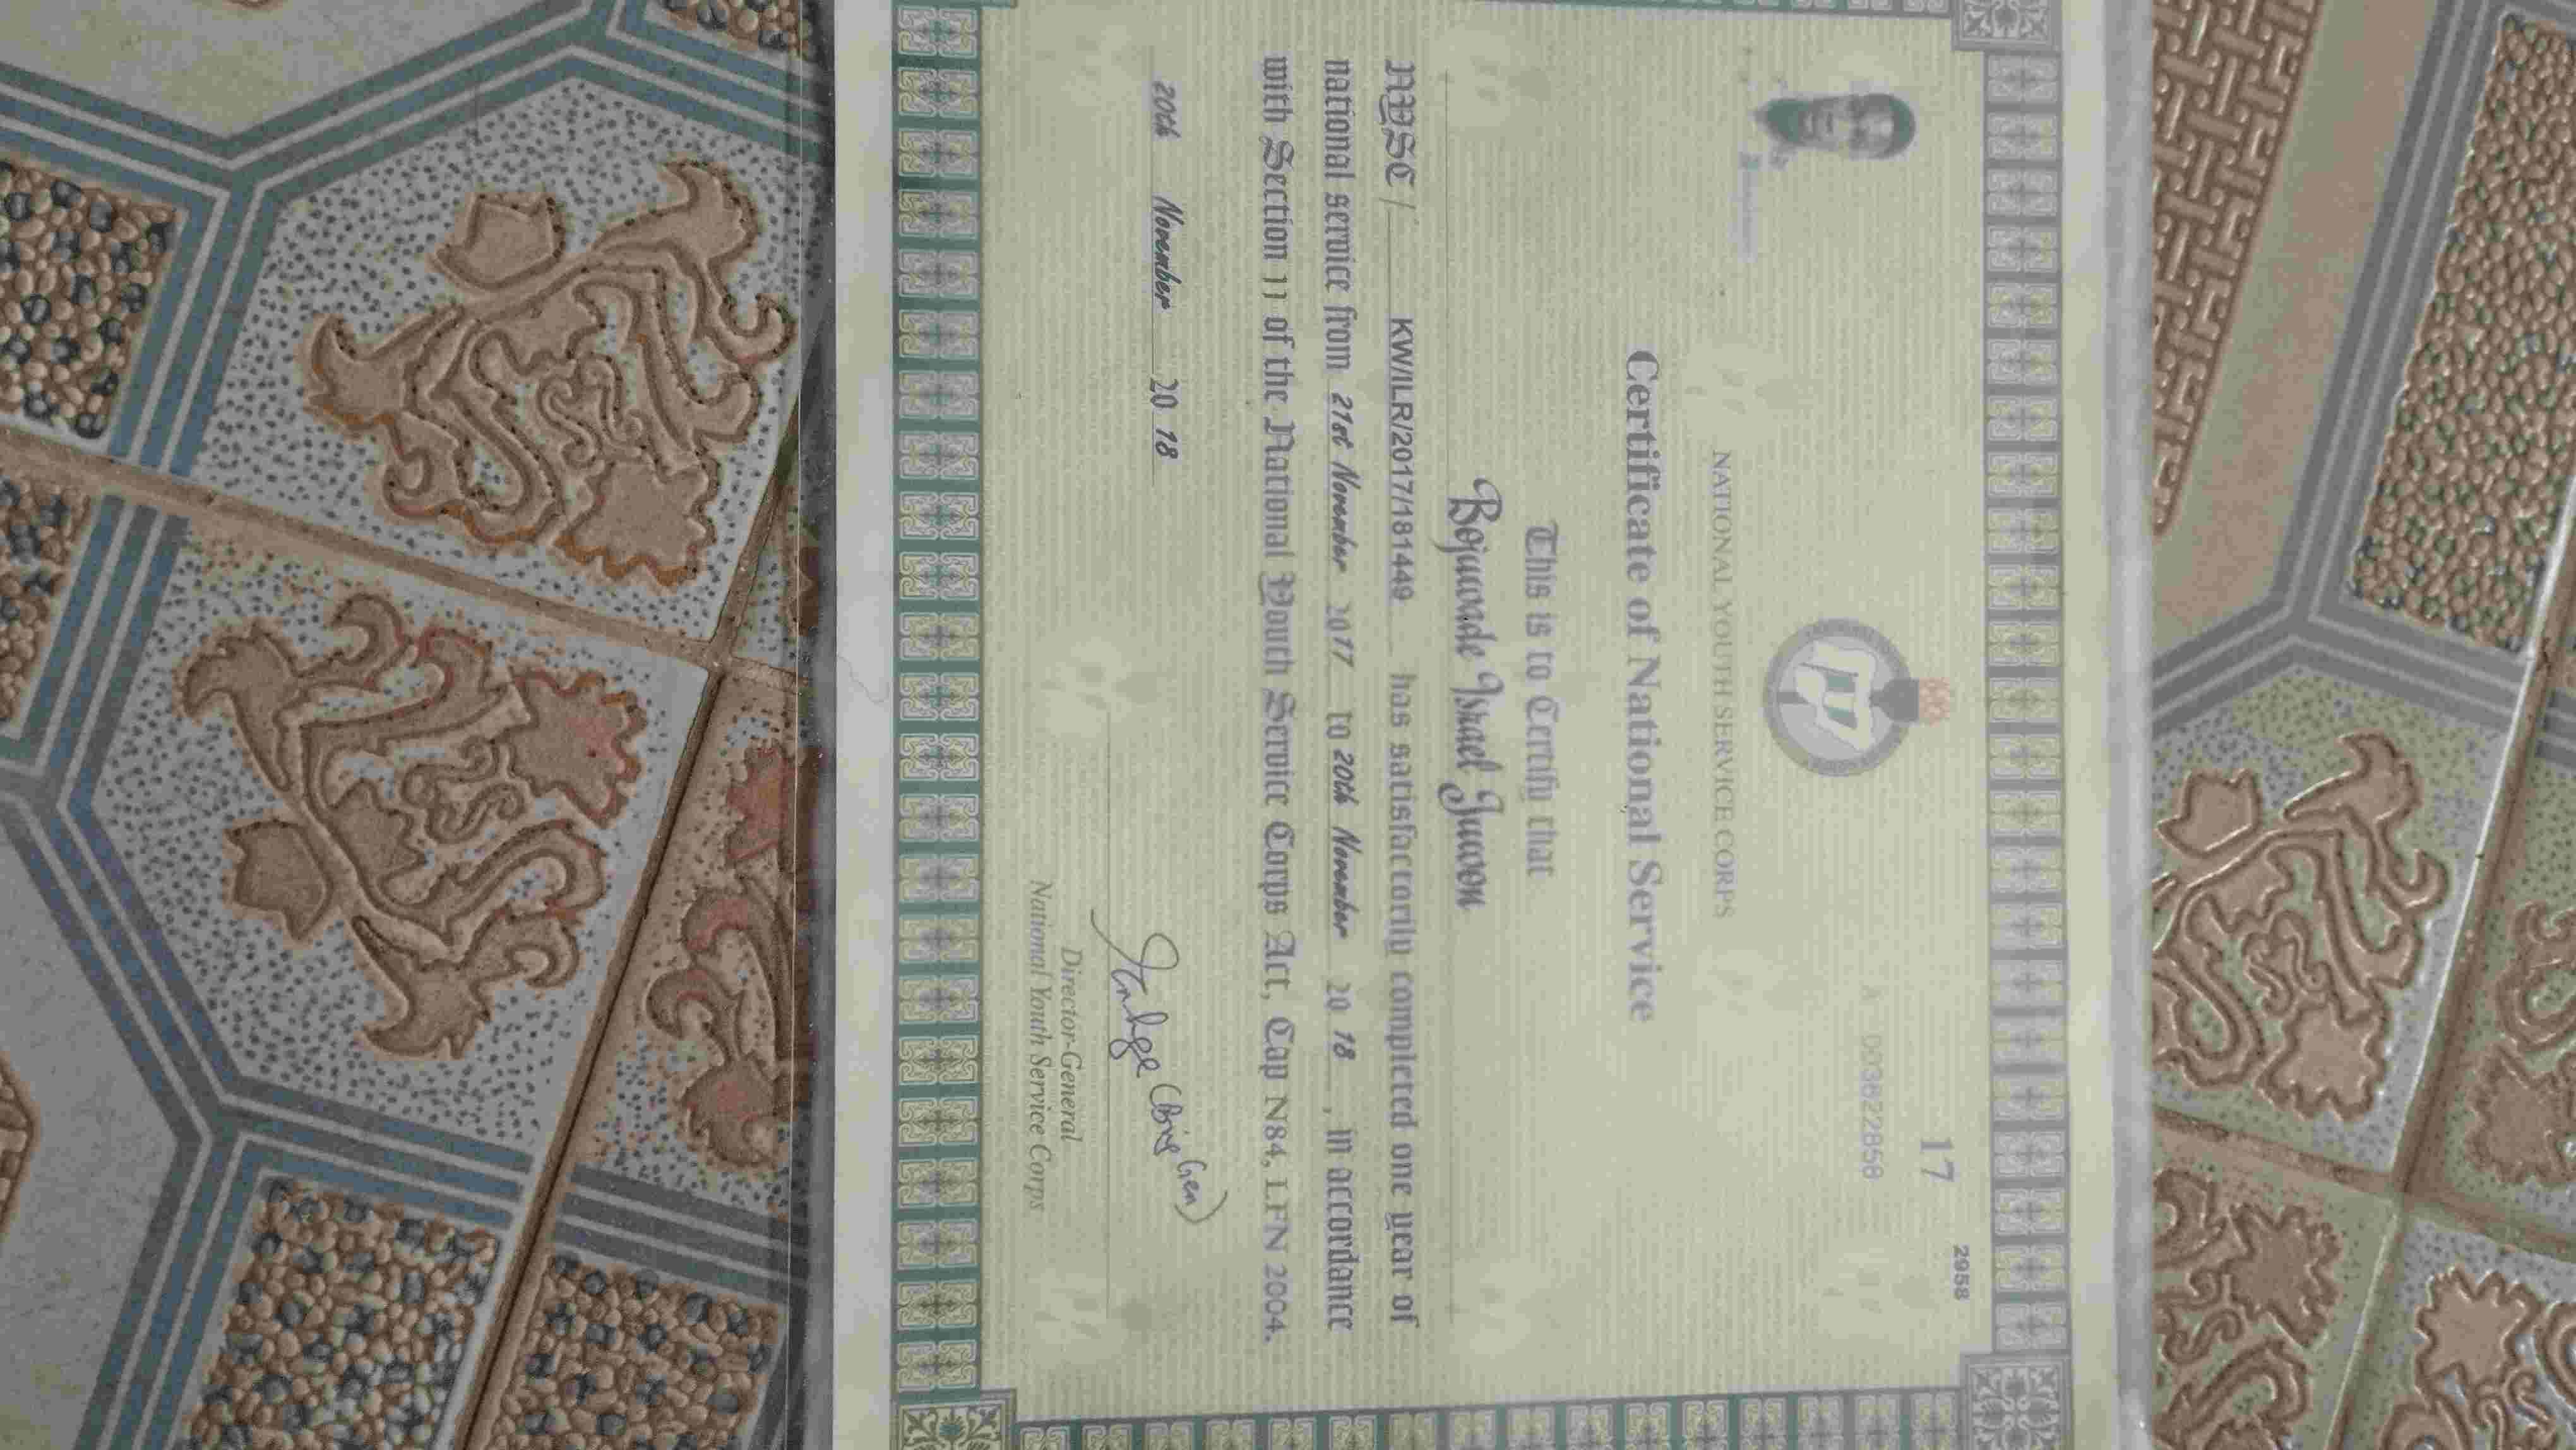 2958
17
A 003822858
NATIONAL YOUTH SERVICE CORPS
Certificate of National Service
This is to Certify that
Bojuwade Israel Juwon
NYSC / KW/ILR/2017/181449 has satisfactorily completed one year of
national service from 21st November 2017 to 20th November 20 18 , in accordance
with Section 11 of the National Youth Service Corps Act, Cap N84, LFN 2004.
20th November 20 18
(Brig Gen)
Director-General
National Youth Service Corps